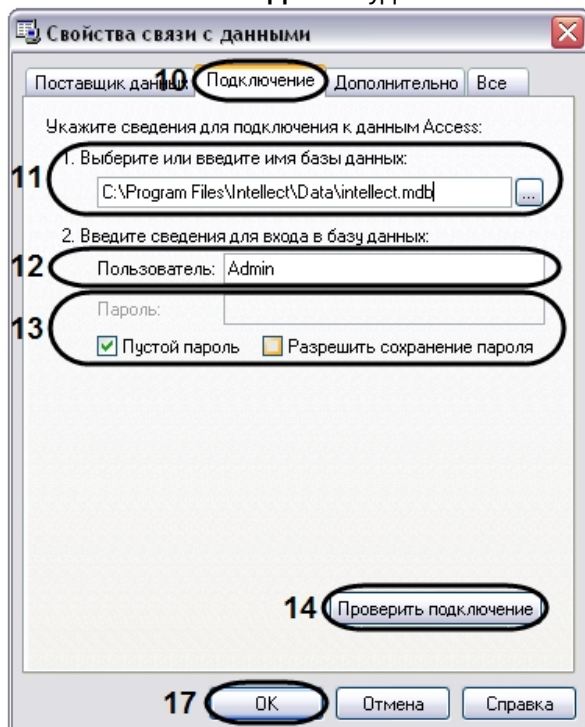 Свойства связи с данными
10
Поставщик данных Подключение Дополнительно Все
Укажите сведения для подключения к данным Access:
1. Выберите или введите имя базы данных:
11
C:\Program Files\Intellect\Data\intellect.mdb ...
2. Введите сведения для входа в базу данных:
12 Пользователь: Admin
Пароль:
13
Пустой пароль Разрешить сохранение пароля
14 Проверить подключение
17 OK Отмена Справка